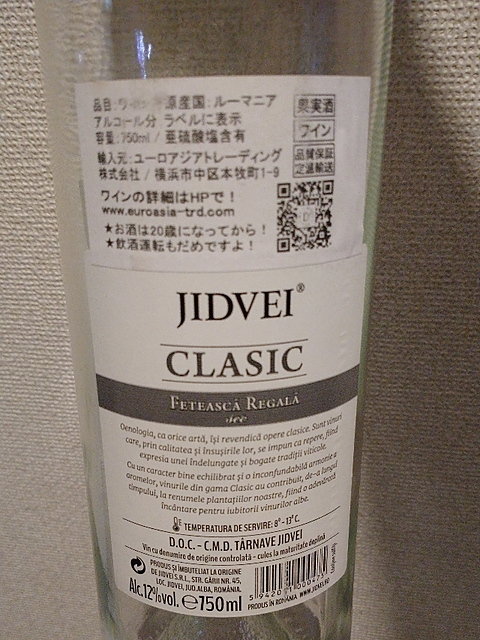 品目：ワイン 原産国：ルーマニア
果実酒
アルコール分：ラベルに表示
ワイン
容量：750ml / 亜硫酸塩含有
品質保証
定温輸送
輸入元：ユーロアジアトレーディング
株式会社 / 横浜市中区本牧町1-9
ワインの詳細はHPで！
www.euroasia-trd.com
★お酒は20歳になってから！
★飲酒運転もだめですよ！
JIDVEI®
CLASIC
FETEASCĂ REGALĂ
sec
Oenologia, ca orice artă, își revendică opere clasice. Sunt vinuri
care, prin calitatea și însușirile lor, se impun ca repere, fiind
expresia unei îndelungate și bogate tradiții viticole.
Cu un caracter bine echilibrat și o inconfundabilă armonie a
aromelor, vinurile din gama Clasic au contribuit, de-a lungul
timpului, la renumele plantațiilor noastre, fiind o adevărată
încântare pentru iubitorii vinurilor albe.
TEMPERATURA DE SERVIRE: 8° - 13° C.
D.O.C. - C.M.D. TÂRNAVE JIDVEI
Vin cu denumire de origine controlată - cules la maturitate deplină
PRODUS ȘI ÎMBUTELIAT LA ORIGINE
DE JIDVEI S.R.L., STR. GĂRII NR. 45,
LOC. JIDVEI, JUD. ALBA, ROMÂNIA.
Alc.12%vol. ℮750ml
PRODUS ÎN ROMÂNIA. WWW.JIDVEI.RO